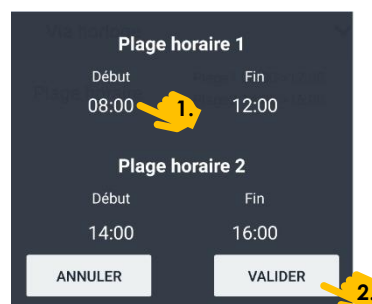 Plage horaire 1
Début Fin
08:00 1. 12:00
Plage horaire 2
Début Fin
14:00 16:00
ANNULER VALIDER
2.